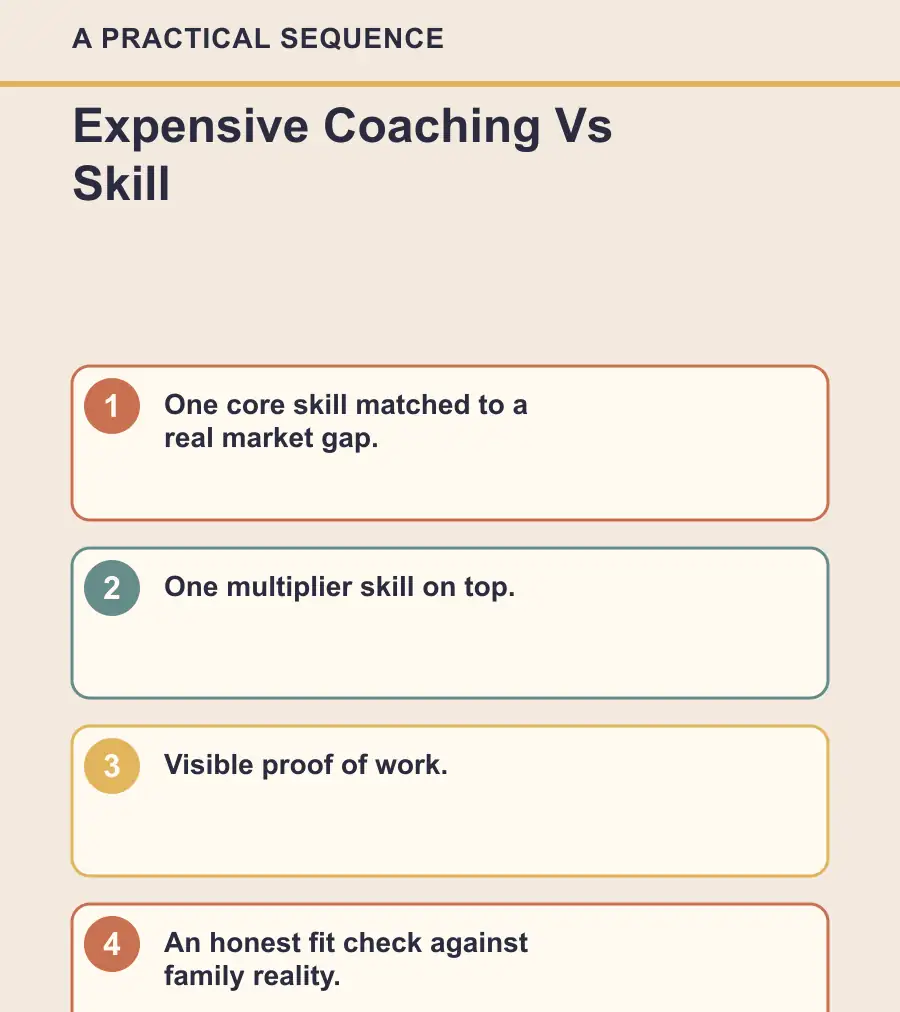 A PRACTICAL SEQUENCE
Expensive Coaching Vs
Skill
1
One core skill matched to a
real market gap.
2
One multiplier skill on top.
3
Visible proof of work.
4
An honest fit check against
family reality.